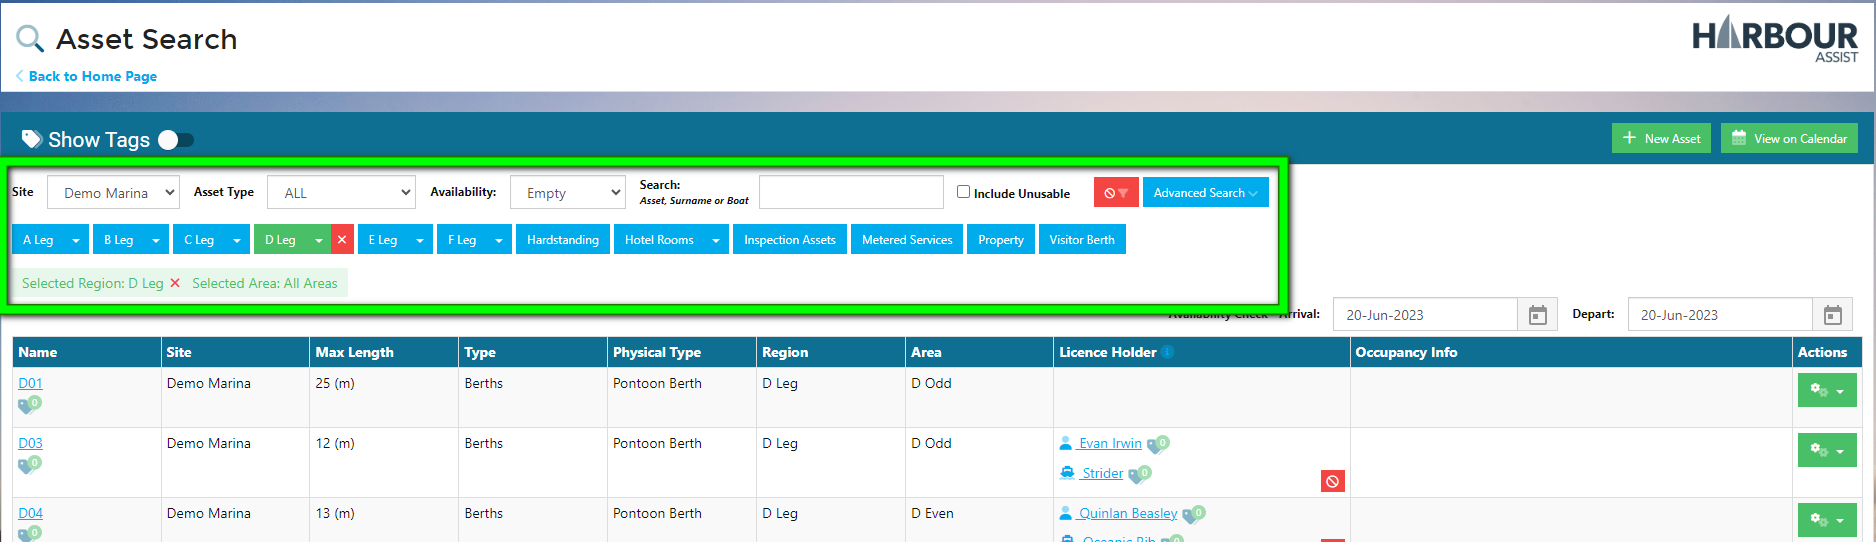 Asset Search
HARBOUR
ASSIST
Back to Home Page
Show Tags
New Asset
View on Calendar
Site Demo Marina Asset Type ALL Availability: Empty Search: Include Unusable Advanced Search
Asset, Surname or Boat
A Leg B Leg C Leg D Leg E Leg F Leg Hardstanding Hotel Rooms Inspection Assets Metered Services Property Visitor Berth
Selected Region: D Leg Selected Area: All Areas
Availability Check Arrival: 20-Jun-2023 Depart: 20-Jun-2023
Name Site Max Length Type Physical Type Region Area Licence Holder Occupancy Info Actions
D01 Demo Marina 25 (m) Berths Pontoon Berth D Leg D Odd
0
D03 Demo Marina 12 (m) Berths Pontoon Berth D Leg D Odd Evan Irwin 0
0
Strider 0
D04 Demo Marina 13 (m) Berths Pontoon Berth D Leg D Even Quinlan Beasley 0
0
Oceanic Rib